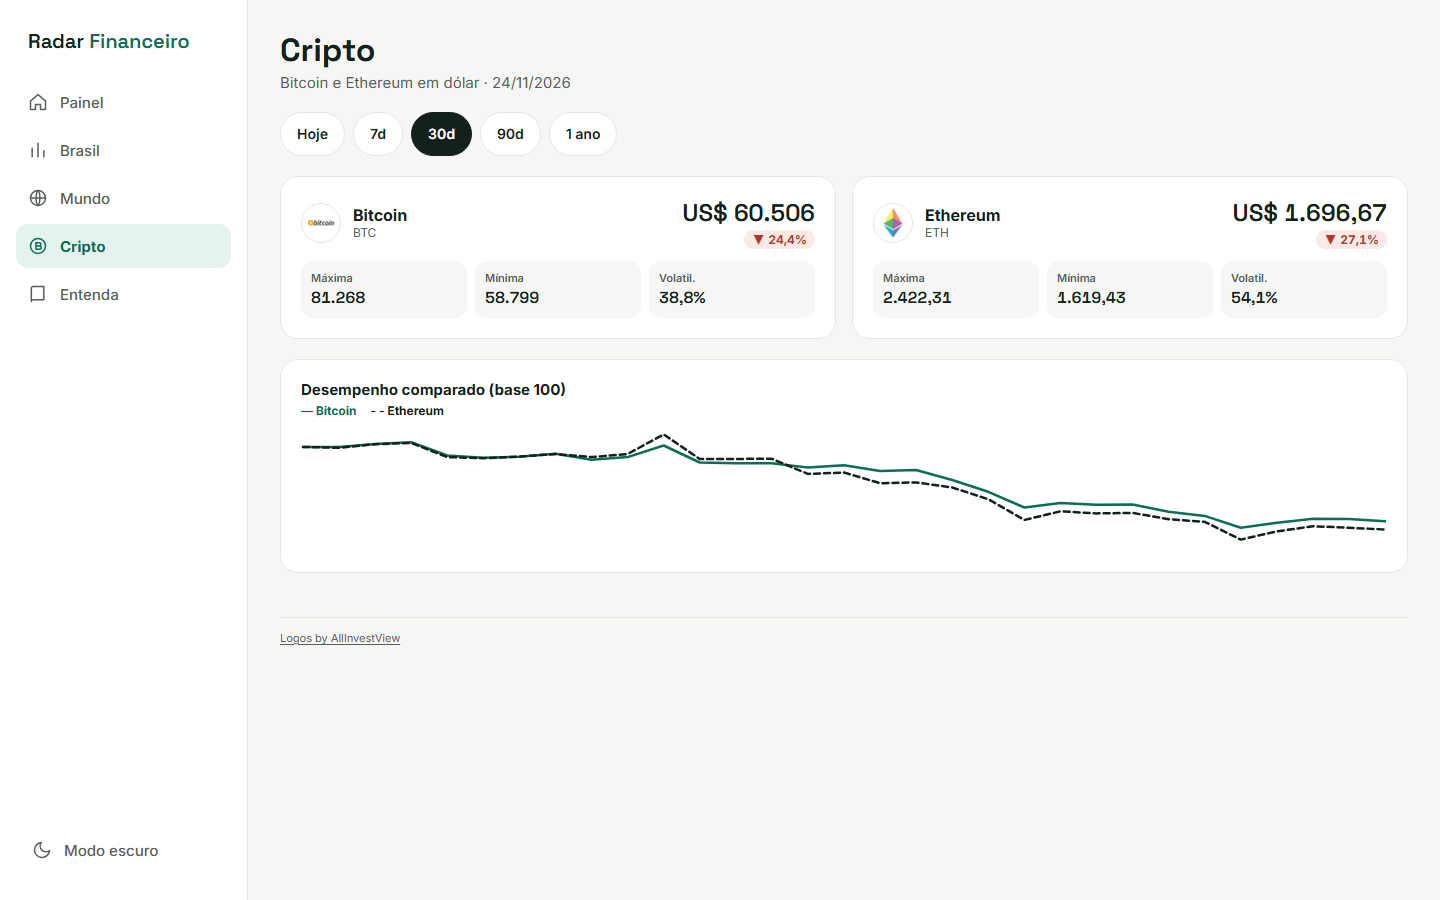 Radar Financeiro
Painel
Brasil
Mundo
Cripto
Entenda
Modo escuro
Cripto
Bitcoin e Ethereum em dólar · 24/11/2026
Hoje 7d 30d 90d 1 ano
bitcoin
Bitcoin
BTC
US$ 60.506
▼ 24,4%
Máxima Mínima Volatil.
81.268 58.799 38,8%
Ethereum
ETH
US$ 1.696,67
▼ 27,1%
Máxima Mínima Volatil.
2.422,31 1.619,43 54,1%
Desempenho comparado (base 100)
— Bitcoin - - Ethereum
Logos by AllInvestView